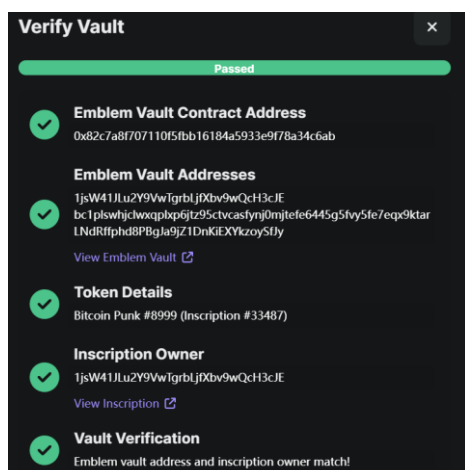 Verify Vault
Passed
Emblem Vault Contract Address
0x82c7a8f707110f5fbb16184a5933e9f78a34c6ab
Emblem Vault Addresses
1jsW41JLu2Y9VwTgrbLjfXbv9wQcH3cJE
bc1plswhjclwxqplxp6jtz95ctvcasfynj0mjtefe6445g5fvy5fe7eqx9ktar
LNdRffphd8PBgJa9jZ1DnKiEXYkzoySfJy
View Emblem Vault
Token Details
Bitcoin Punk #8999 (Inscription #33487)
Inscription Owner
1jsW41JLu2Y9VwTgrbLjfXbv9wQcH3cJE
View Inscription
Vault Verification
Emblem vault address and inscription owner match!